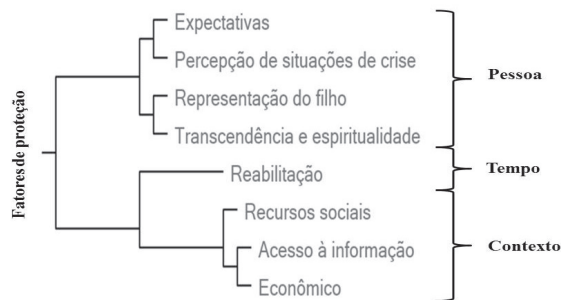 Fatores de proteção
Expectativas
Percepção de situações de crise
Representação do filho
Transcendência e espiritualidade
Reabilitação
Recursos sociais
Acesso à informação
Econômico
Pessoa
Tempo
Contexto